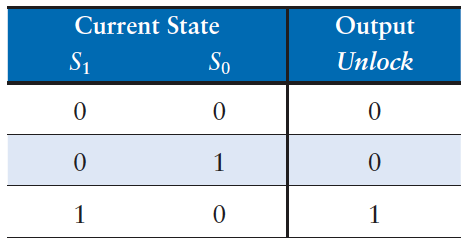 Current State Output
S1 S0 Unlock
0 0 0
0 1 0
1 0 1